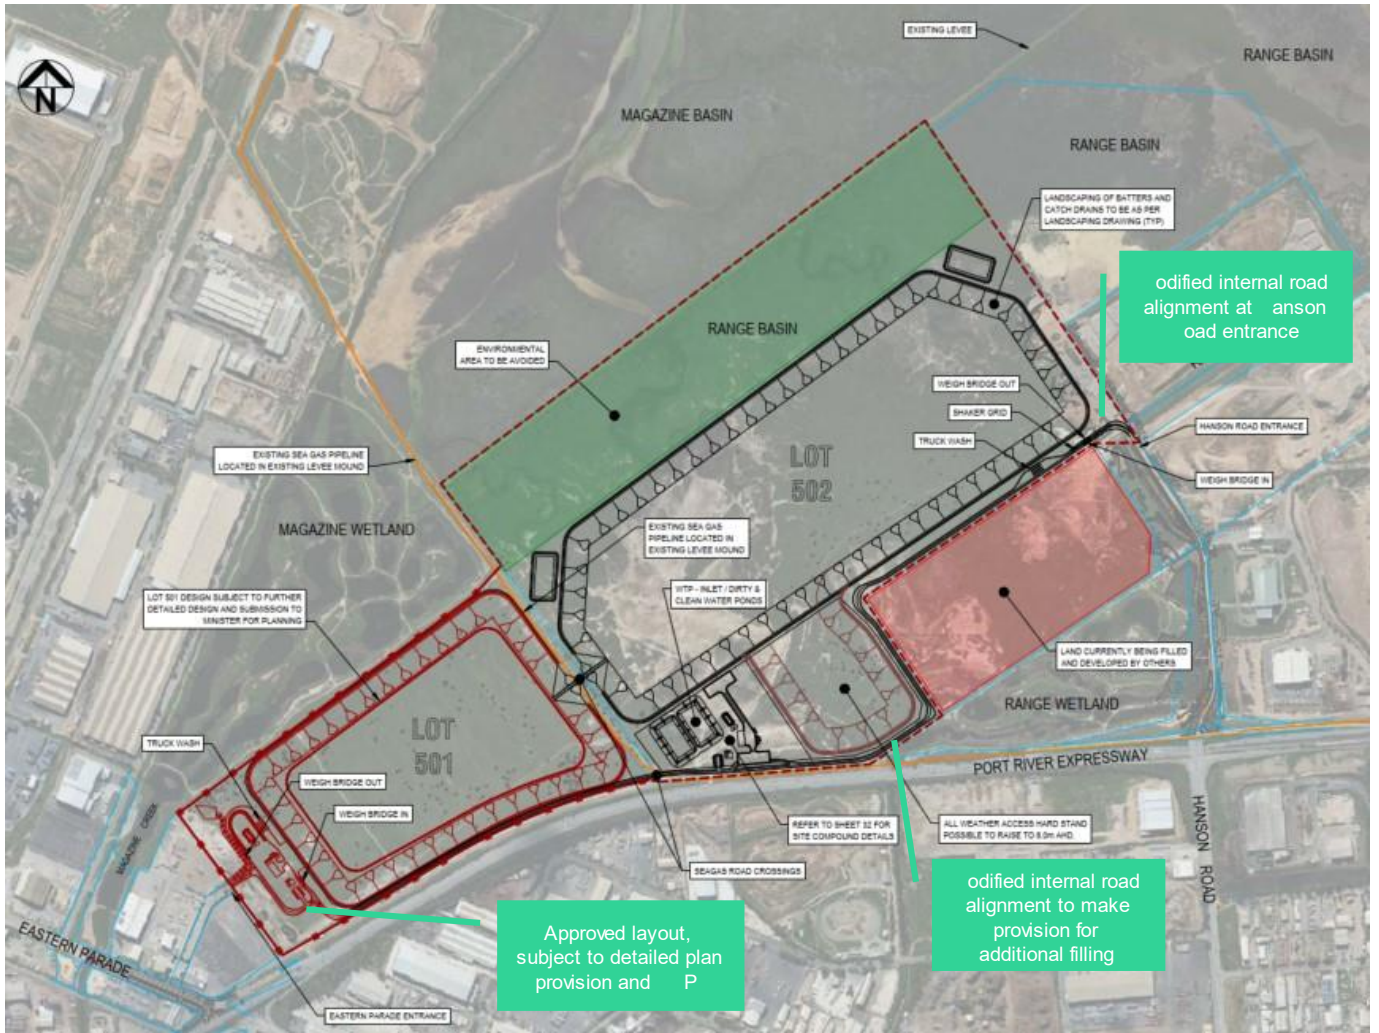 EXISTING LEVEE
RANGE BASIN
N
MAGAZINE BASIN
RANGE BASIN
LANDSCAPING OF BATTERS AND
CATCH DRAINS TO BE AS PER
LANDSCAPING DRAWING (TYP)
odified internal road
alignment at anson
oad entrance
RANGE BASIN
ENVIRONMENTAL
AREA TO BE AVOIDED
WEIGH BRIDGE OUT
SHAKER GRID
TRUCK WASH
HANSON ROAD ENTRANCE
WEIGH BRIDGE IN
EXISTING SEA GAS PIPELINE
LOCATED IN EXISTING LEVEE MOUND
LOT
502
MAGAZINE WETLAND
EXISTING SEA GAS
PIPELINE LOCATED IN
EXISTING LEVEE MOUND
WTP - INLET / DIRTY &
CLEAN WATER PONDS
LOT 501 DESIGN SUBJECT TO FURTHER
DETAILED DESIGN AND SUBMISSION TO
MINISTER FOR PLANNING
LAND CURRENTLY BEING FILLED
AND DEVELOPED BY OTHERS
RANGE WETLAND
LOT
501
TRUCK WASH
WEIGH BRIDGE OUT
WEIGH BRIDGE IN
PORT RIVER EXPRESSWAY
HANSON ROAD
MAGAZINE CREEK
REFER TO SHEET 32 FOR
SITE COMPOUND DETAILS
ALL WEATHER ACCESS HARD STAND
POSSIBLE TO RAISE TO 8.0m AHD.
SEAGAS ROAD CROSSINGS
odified internal road
alignment to make
provision for
additional filling
Approved layout,
subject to detailed plan
provision and P
EASTERN PARADE
EASTERN PARADE ENTRANCE